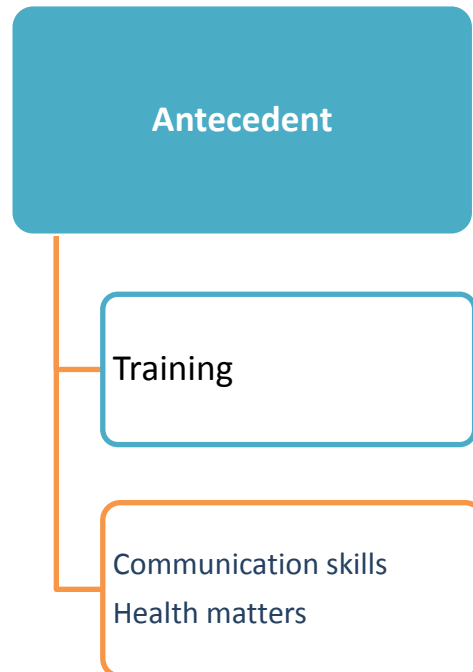 Antecedent
Training
Communication skills
Health matters